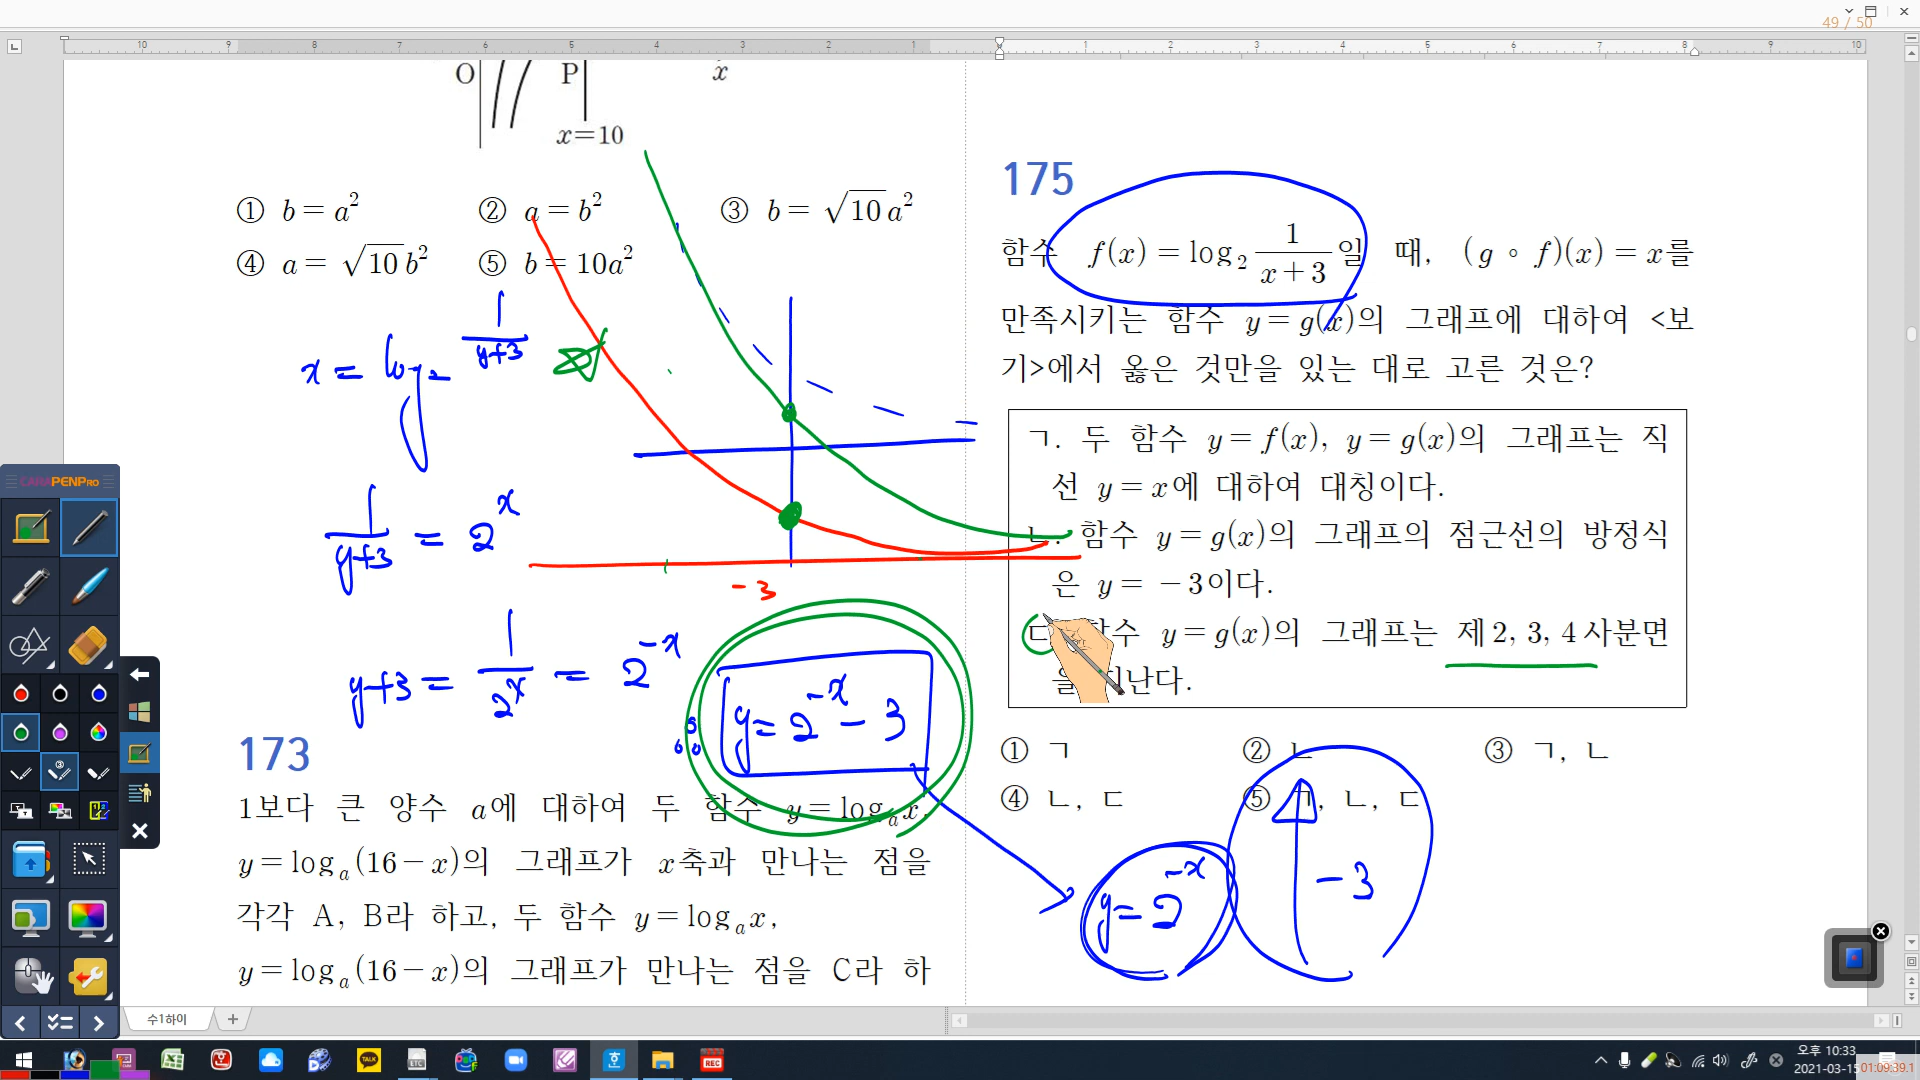 49 / 50
O P x
x=10
① b = a² ② a = b² ③ b = √10 a²
④ a = √10 b² ⑤ b = 10a²
x = log₂ 1/(y+3)
1/(y+3) = 2^x
y+3 = 1/2^x = 2^-x
∴ y = 2^-x - 3
-3
173
1보다 큰 양수 a에 대하여 두 함수 y = log_a x,
y = log_a (16 - x)의 그래프가 x축과 만나는 점을
각각 A, B라 하고, 두 함수 y = log_a x,
y = log_a (16 - x)의 그래프가 만나는 점을 C라 하
175
함수 f(x) = log₂ 1/(x+3) 일 때, (g ∘ f)(x) = x를
만족시키는 함수 y = g(x)의 그래프에 대하여 <보
기>에서 옳은 것만을 있는 대로 고른 것은?
ㄱ. 두 함수 y = f(x), y = g(x)의 그래프는 직
선 y = x에 대하여 대칭이다.
ㄴ. 함수 y = g(x)의 그래프의 점근선의 방정식
은 y = -3이다.
ㄷ 함수 y = g(x)의 그래프는 제2, 3, 4사분면
을 지난다.
① ㄱ ② ㄴ ③ ㄱ, ㄴ
④ ㄴ, ㄷ ⑤ ㄱ, ㄴ, ㄷ
y = 2^-x
-3
수1하이
오후 10:33
2021-03-15
01:09:39.1